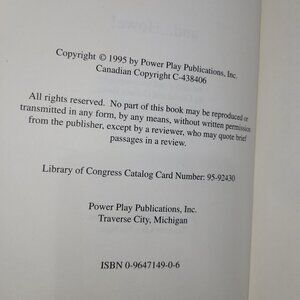 Copyright © 1995 by Power Play Publications, Inc.
Canadian Copyright C-438406
All rights reserved. No part of this book may be reproduced or
transmitted in any form, by any means, without written permission
from the publisher, except by a reviewer, who may quote brief
passages in a review.
Library of Congress Catalog Card Number: 95-92430
Power Play Publications, Inc.
Traverse City, Michigan
ISBN 0-9647149-0-6